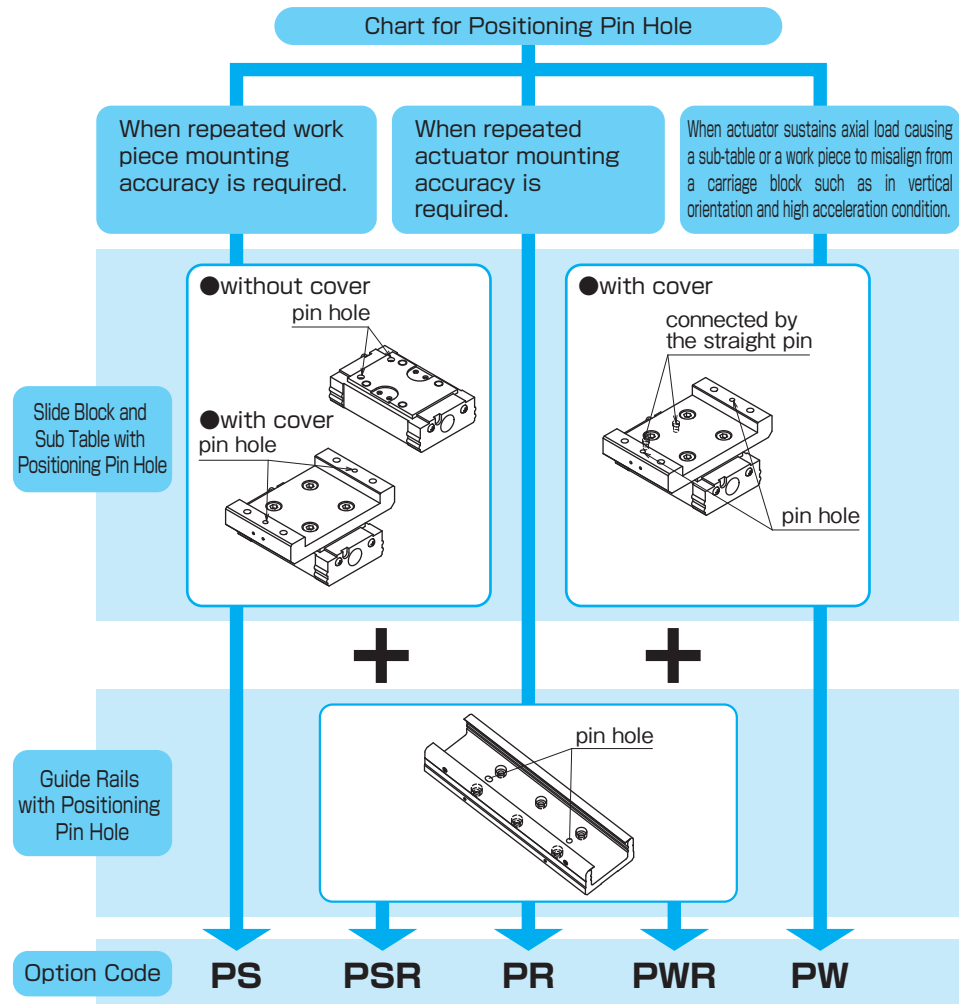 Chart for Positioning Pin Hole
When repeated work
piece mounting
accuracy is required.
When repeated
actuator mounting
accuracy is
required.
When actuator sustains axial load causing
a sub-table or a work piece to misalign from
a carriage block such as in vertical
orientation and high acceleration condition.
Slide Block and
Sub Table with
Positioning Pin Hole
●without cover
pin hole
●with cover
pin hole
●with cover
connected by
the straight pin
pin hole
+
+
Guide Rails
with Positioning
Pin Hole
pin hole
Option Code
PS
PSR
PR
PWR
PW